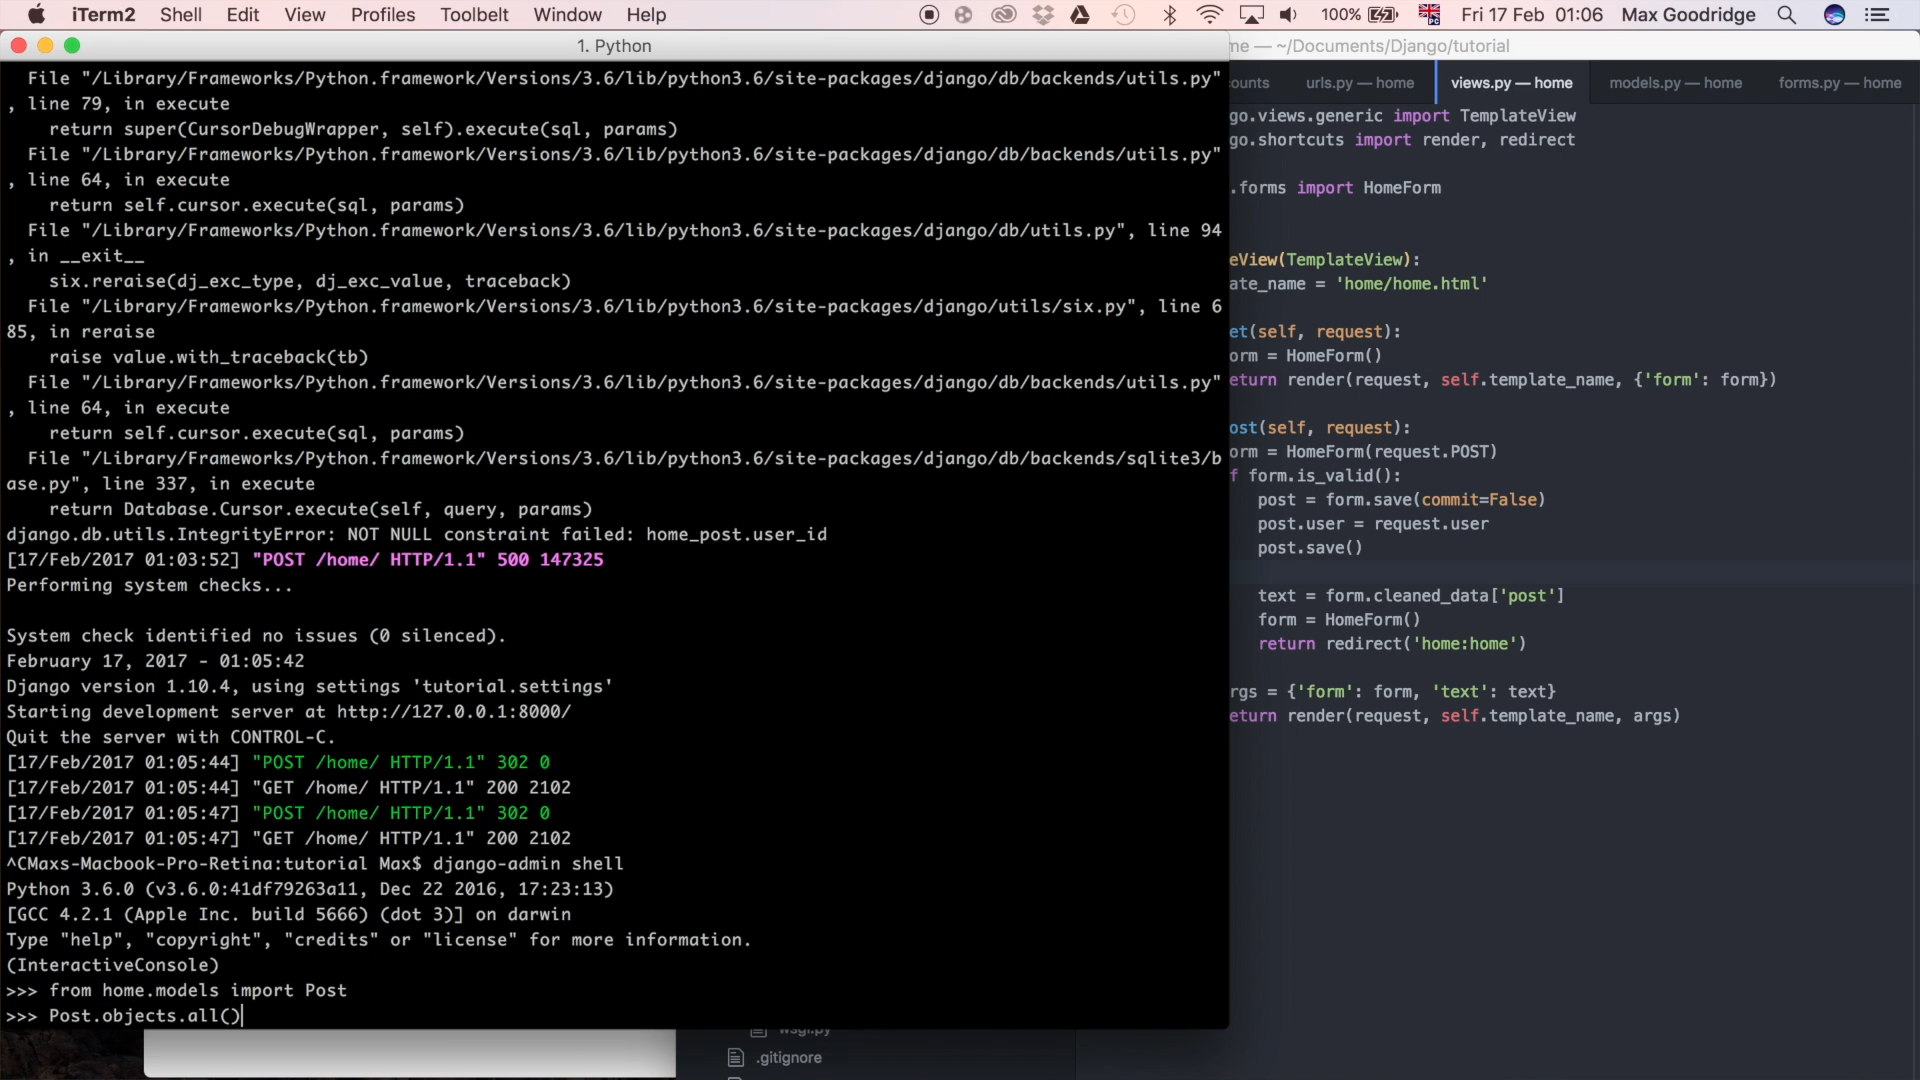 iTerm2 Shell Edit View Profiles Toolbelt Window Help 100% Fri 17 Feb 01:06 Max Goodridge
1. Python
me — ~/Documents/Django/tutorial
File "/Library/Frameworks/Python.framework/Versions/3.6/lib/python3.6/site-packages/django/db/backends/utils.py"
, line 79, in execute
return super(CursorDebugWrapper, self).execute(sql, params)
File "/Library/Frameworks/Python.framework/Versions/3.6/lib/python3.6/site-packages/django/db/backends/utils.py"
, line 64, in execute
return self.cursor.execute(sql, params)
File "/Library/Frameworks/Python.framework/Versions/3.6/lib/python3.6/site-packages/django/db/utils.py", line 94
, in __exit__
six.reraise(dj_exc_type, dj_exc_value, traceback)
File "/Library/Frameworks/Python.framework/Versions/3.6/lib/python3.6/site-packages/django/utils/six.py", line 6
85, in reraise
raise value.with_traceback(tb)
File "/Library/Frameworks/Python.framework/Versions/3.6/lib/python3.6/site-packages/django/db/backends/utils.py"
, line 64, in execute
return self.cursor.execute(sql, params)
File "/Library/Frameworks/Python.framework/Versions/3.6/lib/python3.6/site-packages/django/db/backends/sqlite3/b
ase.py", line 337, in execute
return Database.Cursor.execute(self, query, params)
django.db.utils.IntegrityError: NOT NULL constraint failed: home_post.user_id
[17/Feb/2017 01:03:52] "POST /home/ HTTP/1.1" 500 147325
Performing system checks...
System check identified no issues (0 silenced).
February 17, 2017 - 01:05:42
Django version 1.10.4, using settings 'tutorial.settings'
Starting development server at http://127.0.0.1:8000/
Quit the server with CONTROL-C.
[17/Feb/2017 01:05:44] "POST /home/ HTTP/1.1" 302 0
[17/Feb/2017 01:05:44] "GET /home/ HTTP/1.1" 200 2102
[17/Feb/2017 01:05:47] "POST /home/ HTTP/1.1" 302 0
[17/Feb/2017 01:05:47] "GET /home/ HTTP/1.1" 200 2102
^CMaxs-Macbook-Pro-Retina:tutorial Max$ django-admin shell
Python 3.6.0 (v3.6.0:41df79263a11, Dec 22 2016, 17:23:13)
[GCC 4.2.1 (Apple Inc. build 5666) (dot 3)] on darwin
Type "help", "copyright", "credits" or "license" for more information.
(InteractiveConsole)
>>> from home.models import Post
>>> Post.objects.all()
ounts urls.py — home views.py — home models.py — home forms.py — home
go.views.generic import TemplateView
go.shortcuts import render, redirect
.forms import HomeForm
eView(TemplateView):
ate_name = 'home/home.html'
et(self, request):
orm = HomeForm()
eturn render(request, self.template_name, {'form': form})
ost(self, request):
orm = HomeForm(request.POST)
f form.is_valid():
post = form.save(commit=False)
post.user = request.user
post.save()
text = form.cleaned_data['post']
form = HomeForm()
return redirect('home:home')
rgs = {'form': form, 'text': text}
eturn render(request, self.template_name, args)
wsgi.py
.gitignore